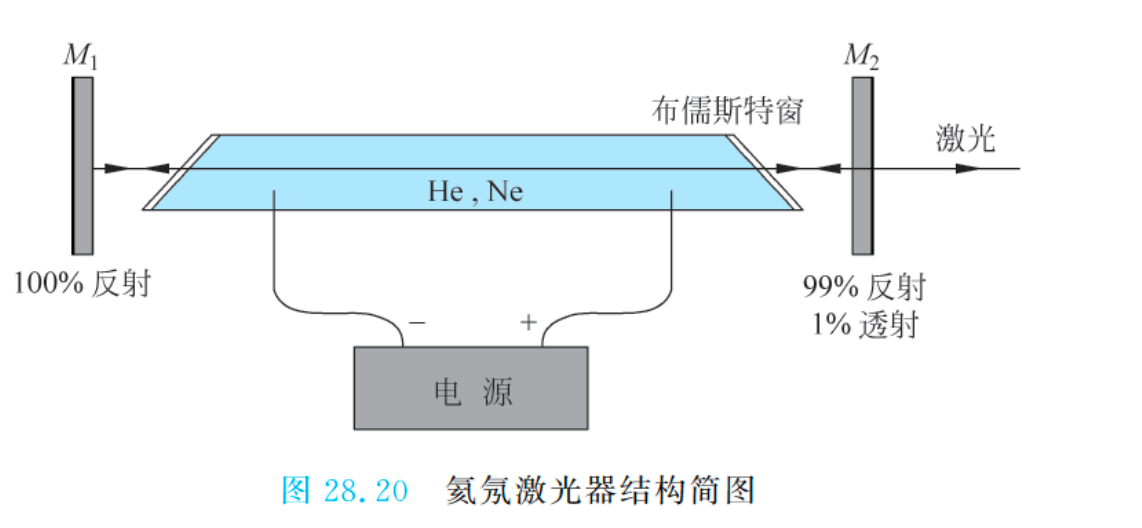 M₁
M₂
布儒斯特窗
激光
He , Ne
100% 反射
99% 反射
1% 透射
− +
电 源
图 28.20 氦氖激光器结构简图